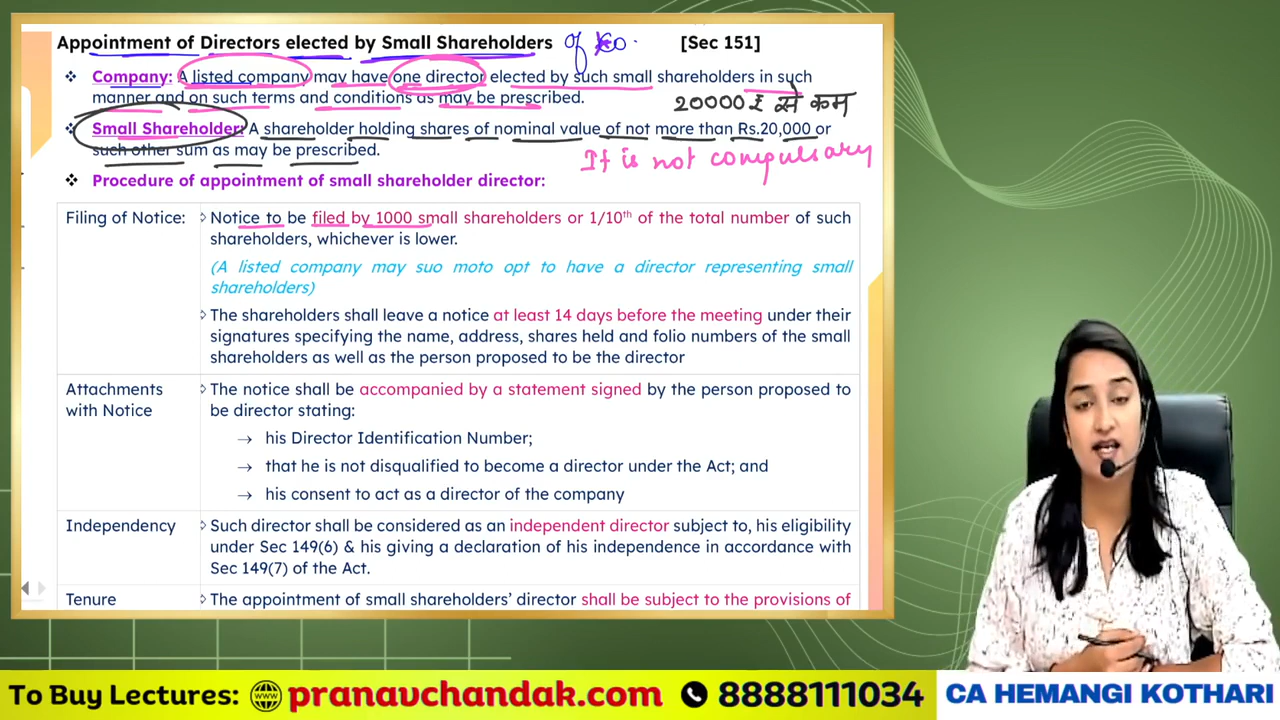 Appointment of Directors elected by Small Shareholders of Co. [Sec 151]
❖ Company: A listed company may have one director elected by such small shareholders in such
manner and on such terms and conditions as may be prescribed.
20000₹ से कम
❖ Small Shareholder: A shareholder holding shares of nominal value of not more than Rs.20,000 or
such other sum as may be prescribed.
It is not compulsary
❖ Procedure of appointment of small shareholder director:
Filing of Notice:
Notice to be filed by 1000 small shareholders or 1/10th of the total number of such
shareholders, whichever is lower.
(A listed company may suo moto opt to have a director representing small
shareholders)
The shareholders shall leave a notice at least 14 days before the meeting under their
signatures specifying the name, address, shares held and folio numbers of the small
shareholders as well as the person proposed to be the director
Attachments
with Notice
The notice shall be accompanied by a statement signed by the person proposed to
be director stating:
→ his Director Identification Number;
→ that he is not disqualified to become a director under the Act; and
→ his consent to act as a director of the company
Independency
Such director shall be considered as an independent director subject to, his eligibility
under Sec 149(6) & his giving a declaration of his independence in accordance with
Sec 149(7) of the Act.
Tenure
The appointment of small shareholders' director shall be subject to the provisions of
To Buy Lectures: pranavchandak.com 8888111034 CA HEMANGI KOTHARI